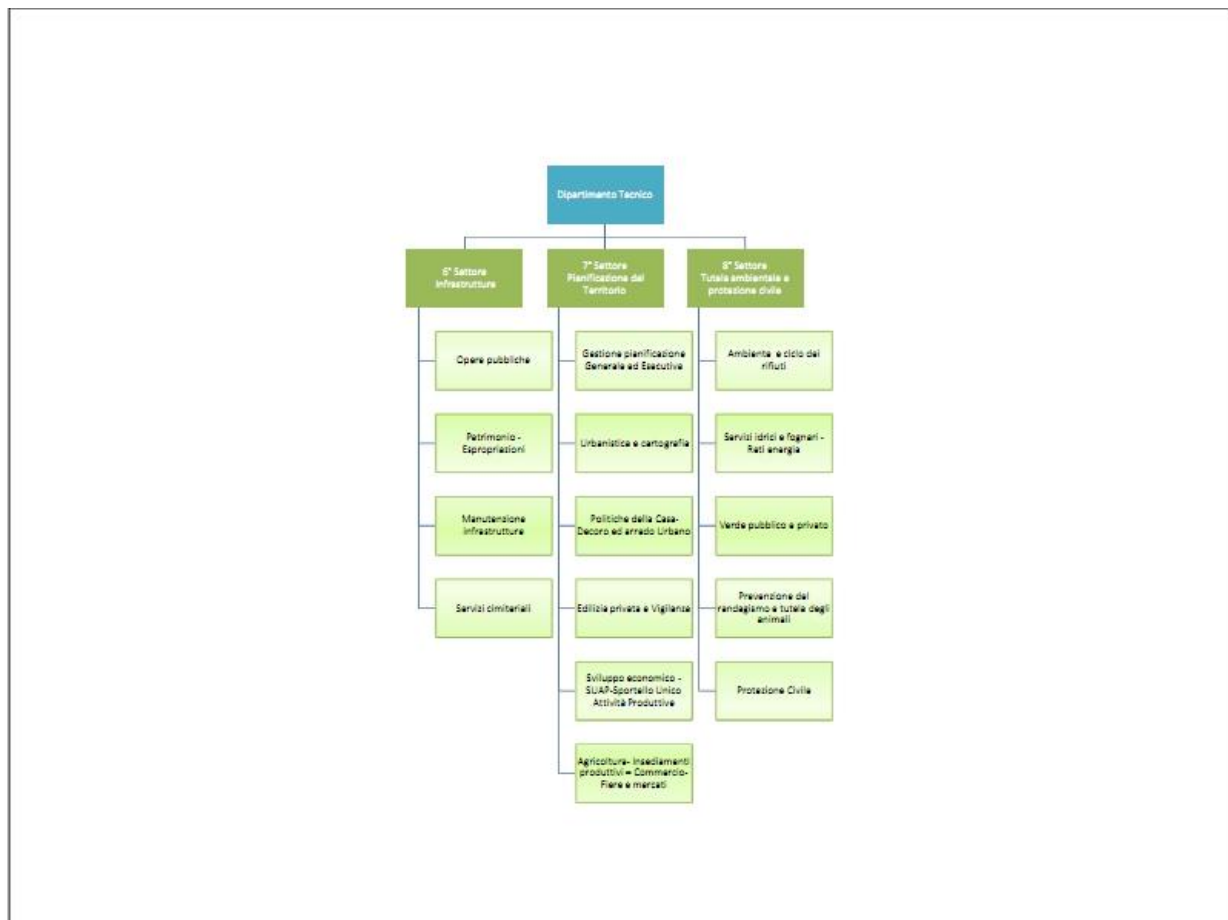 Dipartimento Tecnico
6° Settore
Infrastrutture
Opere pubbliche
Patrimonio -
Espropriazioni
Manutenzione
infrastrutture
Servizi cimiteriali
7° Settore
Pianificazione del
Territorio
Gestione pianificazione
Generale ed Esecutiva
Urbanistica e cartografia
Politiche della Casa-
Decoro ed arredo Urbano
Edilizia privata e Vigilanza
Sviluppo economico -
SUAP-Sportello Unico
Attività Produttive
Agricoltura- Insediamenti
produttivi – Commercio-
Fiere e mercati
8° Settore
Tutela ambientale e
protezione civile
Ambiente e ciclo dei
rifiuti
Servizi idrici e fognari -
Reti energia
Verde pubblico e privato
Prevenzione del
randagismo e tutela degli
animali
Protezione Civile